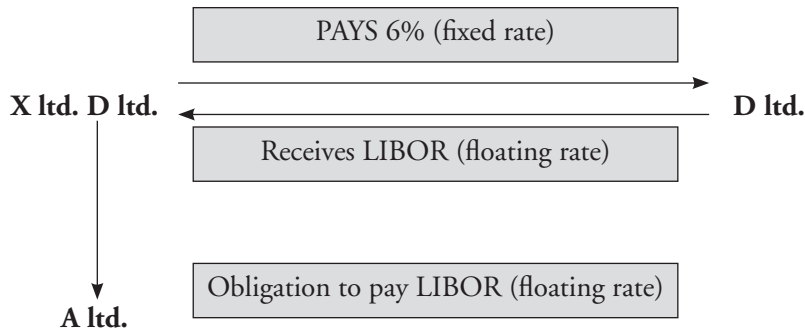 PAYS 6% (fixed rate)
X ltd. D ltd.
D ltd.
Receives LIBOR (floating rate)
Obligation to pay LIBOR (floating rate)
A ltd.